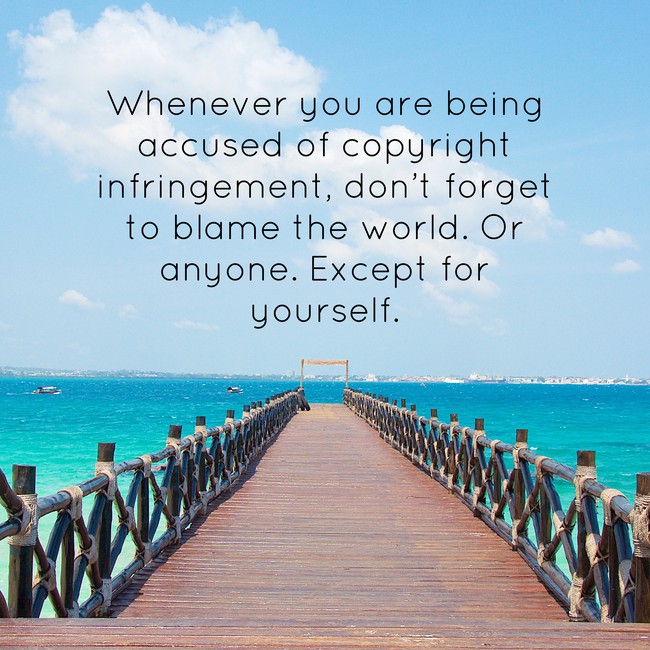 Whenever you are being
accused of copyright
infringement, don’t forget
to blame the world. Or
anyone. Except for
yourself.